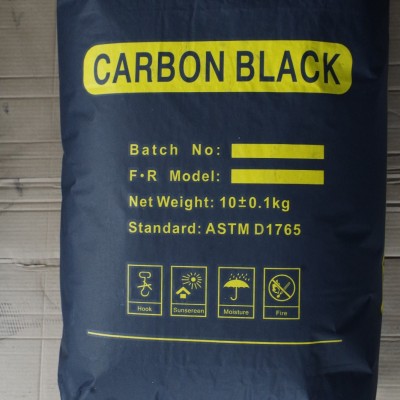 CARBON BLACK
Batch No:
F·R Model:
Net Weight: 10±0.1kg
Standard: ASTM D1765
Hook Sunscreen Moisture Fire